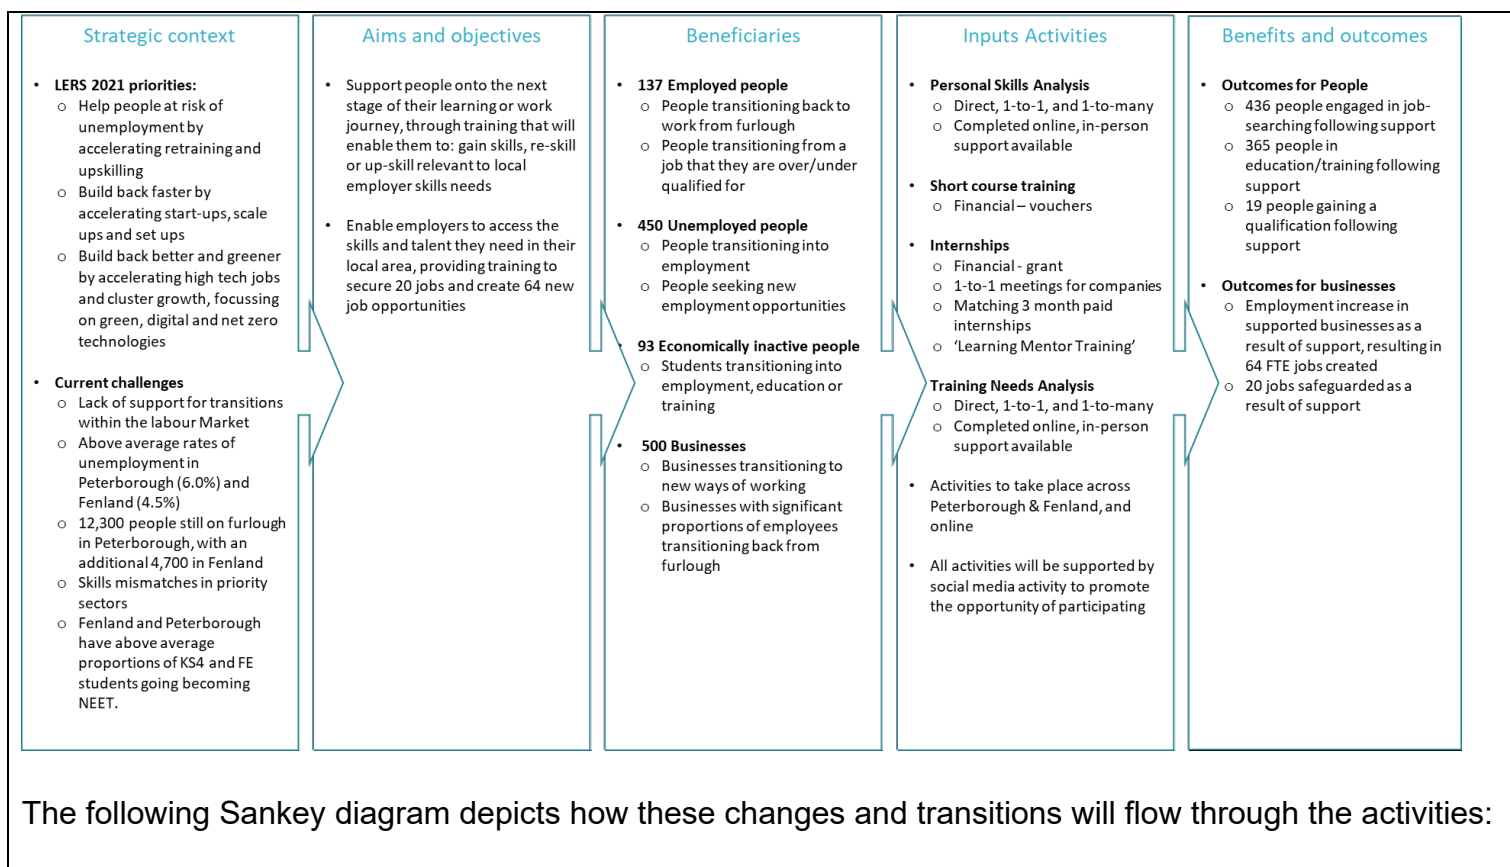 Strategic context
• LERS 2021 priorities:
o Help people at risk of
unemployment by
accelerating retraining and
upskilling
o Build back faster by
accelerating start-ups, scale
ups and set ups
o Build back better and greener
by accelerating high tech jobs
and cluster growth, focussing
on green, digital and net zero
technologies
• Current challenges
o Lack of support for transitions
within the labour Market
o Above average rates of
unemployment in
Peterborough (6.0%) and
Fenland (4.5%)
o 12,300 people still on furlough
in Peterborough, with an
additional 4,700 in Fenland
o Skills mismatches in priority
sectors
o Fenland and Peterborough
have above average
proportions of KS4 and FE
students going becoming
NEET.
Aims and objectives
• Support people onto the next
stage of their learning or work
journey, through training that will
enable them to: gain skills, re-skill
or up-skill relevant to local
employer skills needs
• Enable employers to access the
skills and talent they need in their
local area, providing training to
secure 20 jobs and create 64 new
job opportunities
Beneficiaries
• 137 Employed people
o People transitioning back to
work from furlough
o People transitioning from a
job that they are over/under
qualified for
• 450 Unemployed people
o People transitioning into
employment
o People seeking new
employment opportunities
• 93 Economically inactive people
o Students transitioning into
employment, education or
training
• 500 Businesses
o Businesses transitioning to
new ways of working
o Businesses with significant
proportions of employees
transitioning back from
furlough
Inputs Activities
• Personal Skills Analysis
o Direct, 1-to-1, and 1-to-many
o Completed online, in-person
support available
• Short course training
o Financial – vouchers
• Internships
o Financial - grant
o 1-to-1 meetings for companies
o Matching 3 month paid
internships
o ‘Learning Mentor Training’
Training Needs Analysis
o Direct, 1-to-1, and 1-to-many
o Completed online, in-person
support available
• Activities to take place across
Peterborough & Fenland, and
online
• All activities will be supported by
social media activity to promote
the opportunity of participating
Benefits and outcomes
• Outcomes for People
o 436 people engaged in job-
searching following support
o 365 people in
education/training following
support
o 19 people gaining a
qualification following
support
• Outcomes for businesses
o Employment increase in
supported businesses as a
result of support, resulting in
64 FTE jobs created
o 20 jobs safeguarded as a
result of support
The following Sankey diagram depicts how these changes and transitions will flow through the activities: